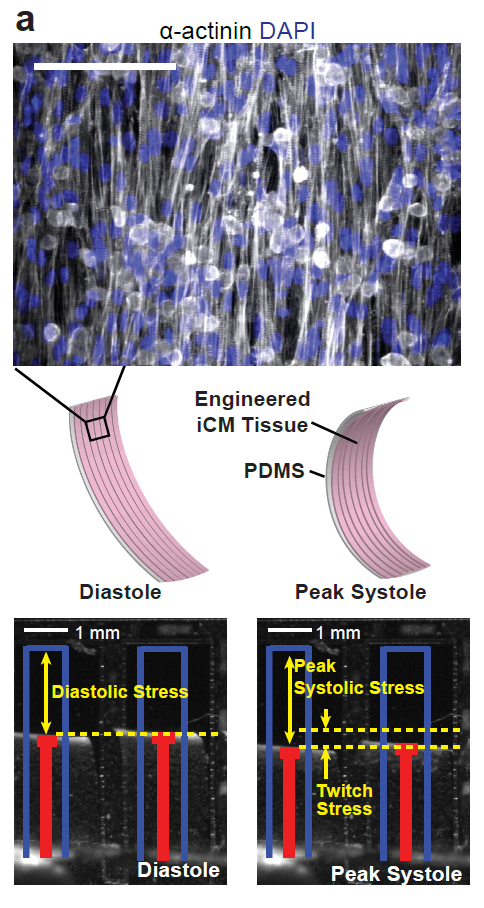 a
α-actinin DAPI
Engineered
iCM Tissue
PDMS
Diastole
Peak Systole
1 mm
Diastolic Stress
Diastole
1 mm
Peak
Systolic Stress
Twitch
Stress
Peak Systole